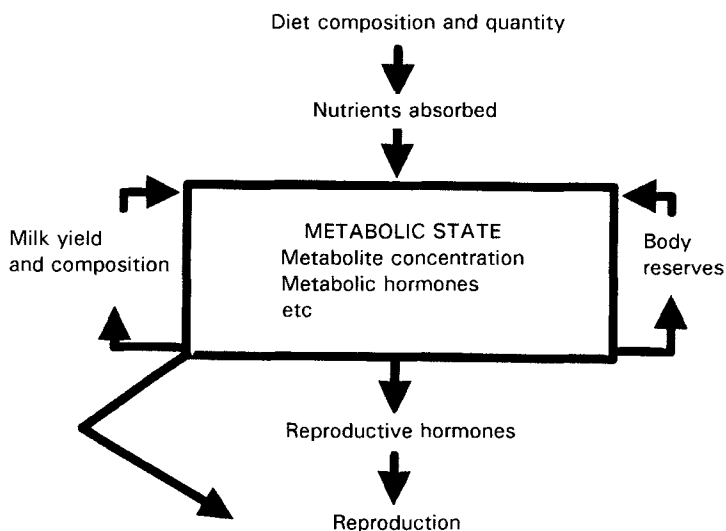 Diet composition and quantity
Nutrients absorbed
METABOLIC STATE
Metabolite concentration
Metabolic hormones
etc
Milk yield
and composition
Body
reserves
Reproductive hormones
Reproduction